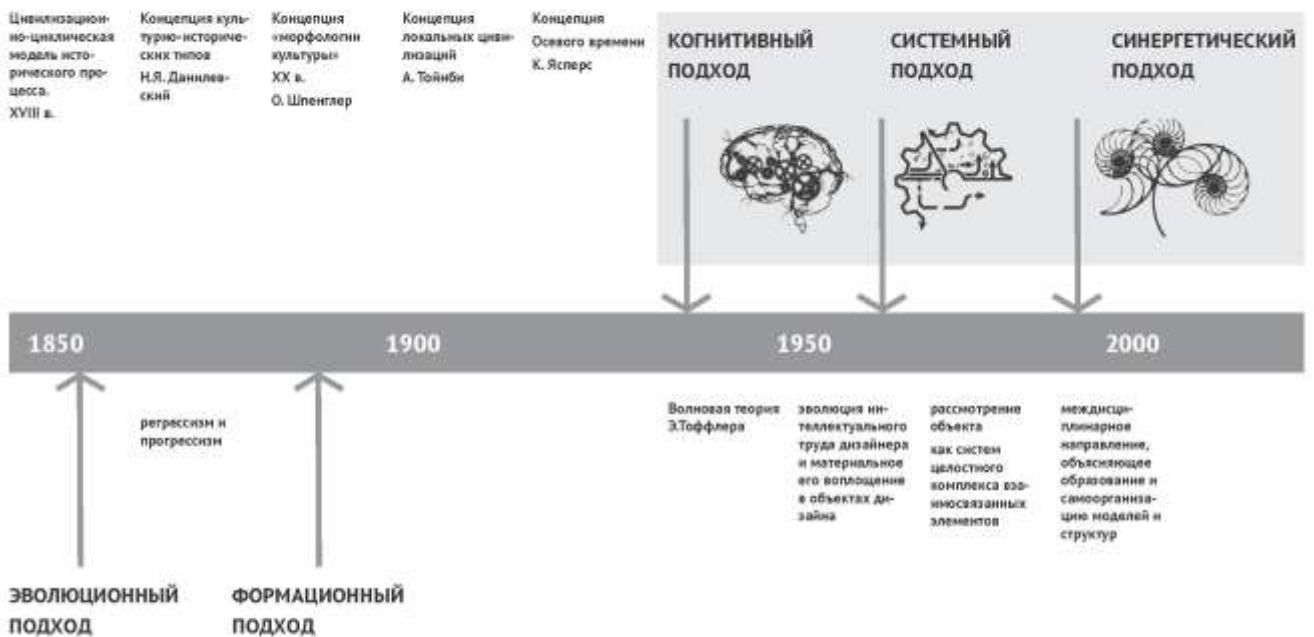 Цивилизацион-
но-циклическая
модель исто-
рического про-
цесса.
XVIII в.
Концепция куль-
турно-историче-
ских типов
Н.Я. Данилев-
ский
Концепция
«морфологии
культуры»
XX в.
О. Шпенглер
Концепция
локальных циви-
лизаций
А. Тойнби
Концепция
Осевого времени
К. Ясперс
КОГНИТИВНЫЙ
ПОДХОД
СИСТЕМНЫЙ
ПОДХОД
СИНЕРГЕТИЧЕСКИЙ
ПОДХОД
1850
1900
1950
2000
регрессизм и
прогрессизм
Волновая теория
Э.Тоффлера
эволюция ин-
теллектуального
труда дизайнера
и материальное
его воплощение
в объектах ди-
зайна
рассмотрение
объекта
как систем
целостного
комплекса вза-
имосвязанных
элементов
междисци-
плинарное
направление,
объясняющее
образование и
самоорганиза-
цию моделей и
структур
ЭВОЛЮЦИОННЫЙ
ПОДХОД
ФОРМАЦИОННЫЙ
ПОДХОД